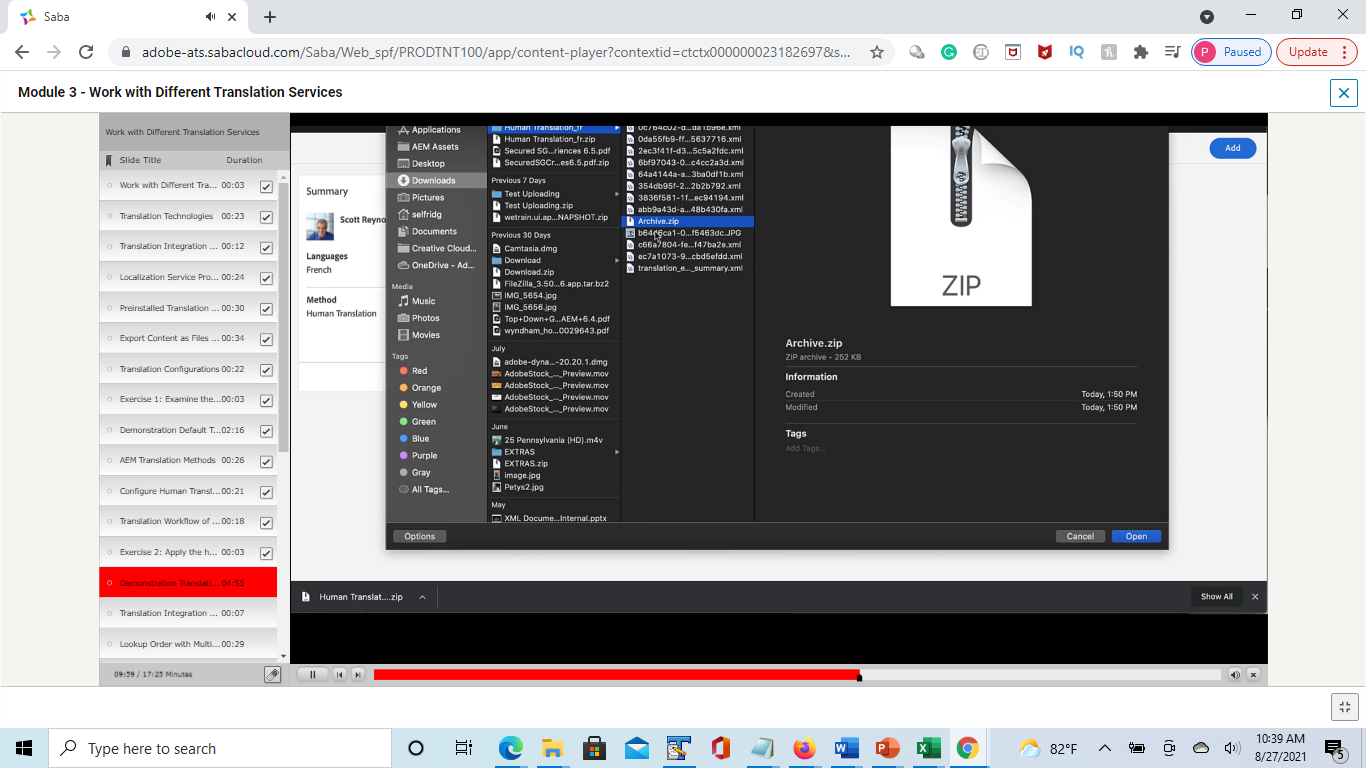 Saba
adobe-ats.sabacloud.com/Saba/Web_spf/PRODTNT100/app/content-player?contextid=ctctx0000000231826978&s...
P Paused
Update
Module 3 - Work with Different Translation Services
Work with Different Translation Services
Slide Title Duration
Work with Different Tra... 00:03
Translation Technologies 00:23
Translation Integration ... 00:12
Localization Service Pro... 00:24
Preinstalled Translation ... 00:30
Export Content as Files ... 00:34
Translation Configurations 00:22
Exercise 1: Examine the... 00:03
Demonstration Default T... 02:16
AEM Translation Methods 00:26
Configure Human Transl... 00:21
Translation Workflow of ... 00:18
Exercise 2: Apply the h... 00:03
Demonstration Translati... 04:55
Translation Integration ... 00:07
Lookup Order with Multi... 00:29
09:59 / 17:25 Minutes
Add
Summary
Scott Reyno
Languages
French
Method
Human Translation
Applications
AEM Assets
Desktop
Downloads
Pictures
selfridg
Documents
Creative Cloud...
OneDrive - Ad...
Media
Music
Photos
Movies
Tags
Red
Orange
Yellow
Green
Blue
Purple
Gray
All Tags...
Human Translation_fr
Human Translation_fr.zip
Secured SG...riences 6.5.pdf
SecuredSGCr...es6.5.pdf.zip
Previous 7 Days
Test Uploading
Test Uploading.zip
wetrain.ui.ap...NAPSHOT.zip
Previous 30 Days
Camtasia.dmg
Download
Download.zip
FileZilla_3.50...6.app.tar.bz2
IMG_5654.jpg
IMG_5656.jpg
Top+Down+G...AEM+6.4.pdf
wyndham_ho...0029643.pdf
July
adobe-dyna...-20.20.1.dmg
AdobeStock_..._Preview.mov
AdobeStock_..._Preview.mov
AdobeStock_..._Preview.mov
AdobeStock_..._Preview.mov
June
25 Pennsylvania (HD).m4v
EXTRAS
EXTRAS.zip
image.jpg
Petys2.jpg
May
XML Docume...Internal.pptx
0c764c02-d...da1b96e.xml
0da55fb9-ff...5637716.xml
2ec3f41f-d3...5c5a2fdc.xml
6bf97043-0...c4cc2a3d.xml
64a4144a-a...3ba0df1b.xml
354db95f-2...2b2b792.xml
3836f581-1f...ec94194.xml
abb9a43d-a...48b430fa.xml
Archive.zip
c66a7804-fe...f47ba2e.xml
ec7a1073-9...cbd5efdd.xml
translation_e..._summary.xml
ZIP
Archive.zip
ZIP archive - 252 KB
Information
Created Today, 1:50 PM
Modified Today, 1:50 PM
Tags
Add Tags...
Options
Cancel
Open
Human Translat....zip
Show All
Type here to search
82°F
10:39 AM
8/27/2021
5